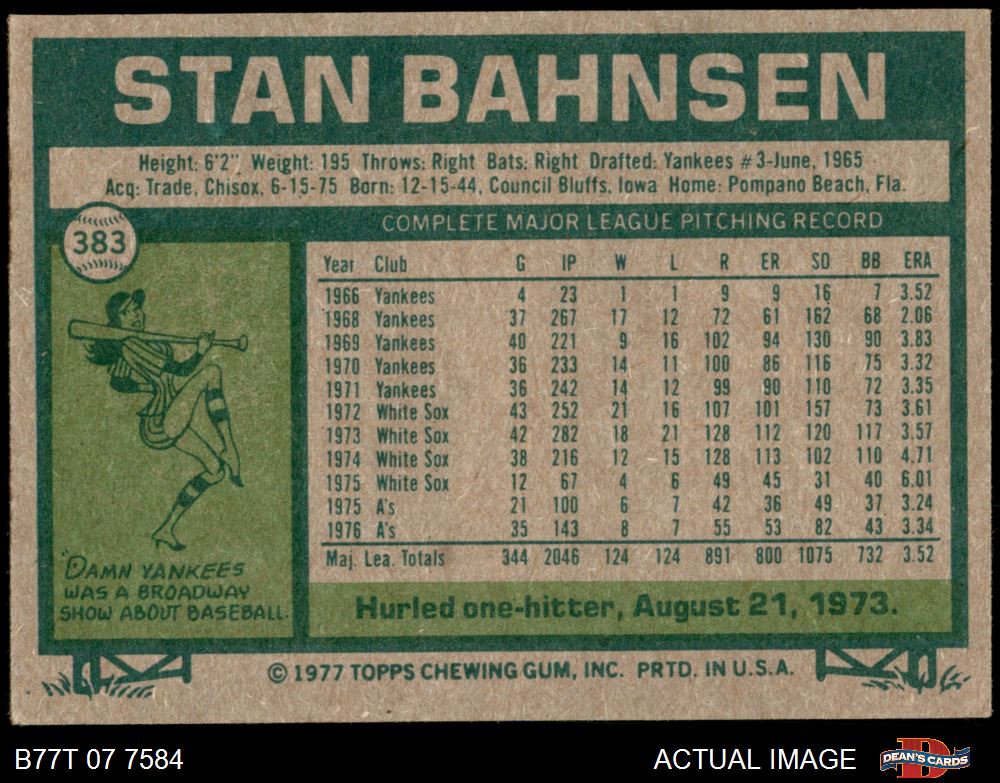 STAN BAHNSEN
Height: 6'2". Weight: 195 Throws: Right Bats: Right Drafted: Yankees #3-June, 1965
Acq: Trade, Chisox, 6-15-75 Born: 12-15-44, Council Bluffs, Iowa Home: Pompano Beach, Fla.
383
COMPLETE MAJOR LEAGUE PITCHING RECORD
Year Club G IP W L R ER SO BB ERA
1966 Yankees 4 23 1 1 9 9 16 7 3.52
1968 Yankees 37 267 17 12 72 61 162 68 2.06
1969 Yankees 40 221 9 16 102 94 130 90 3.83
1970 Yankees 36 233 14 11 100 86 116 75 3.32
1971 Yankees 36 242 14 12 99 90 110 72 3.35
1972 White Sox 43 252 21 16 107 101 157 73 3.61
1973 White Sox 42 282 18 21 128 112 120 117 3.57
1974 White Sox 38 216 12 15 128 113 102 110 4.71
1975 White Sox 12 67 4 6 49 45 31 40 6.01
1975 A's 21 100 6 7 42 36 49 37 3.24
1976 A's 35 143 8 7 55 53 82 43 3.34
Maj. Lea. Totals 344 2046 124 124 891 800 1075 732 3.52
"DAMN YANKEES
WAS A BROADWAY
SHOW ABOUT BASEBALL.
Hurled one-hitter, August 21, 1973.
© 1977 TOPPS CHEWING GUM, INC. PRTD. IN U.S.A.
B77T 07 7584
ACTUAL IMAGE
DEAN'S CARDS